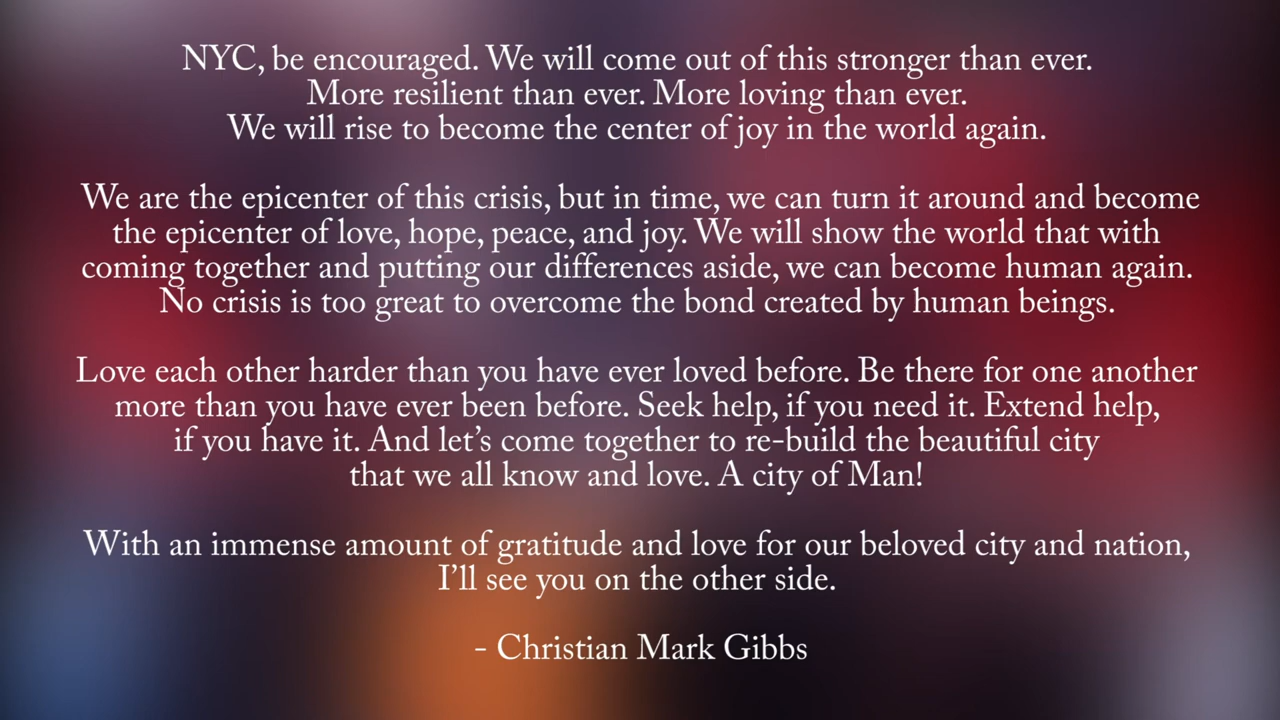 NYC, be encouraged. We will come out of this stronger than ever.
More resilient than ever. More loving than ever.
We will rise to become the center of joy in the world again.
We are the epicenter of this crisis, but in time, we can turn it around and become
the epicenter of love, hope, peace, and joy. We will show the world that with
coming together and putting our differences aside, we can become human again.
No crisis is too great to overcome the bond created by human beings.
Love each other harder than you have ever loved before. Be there for one another
more than you have ever been before. Seek help, if you need it. Extend help,
if you have it. And let's come together to re-build the beautiful city
that we all know and love. A city of Man!
With an immense amount of gratitude and love for our beloved city and nation,
I'll see you on the other side.
- Christian Mark Gibbs